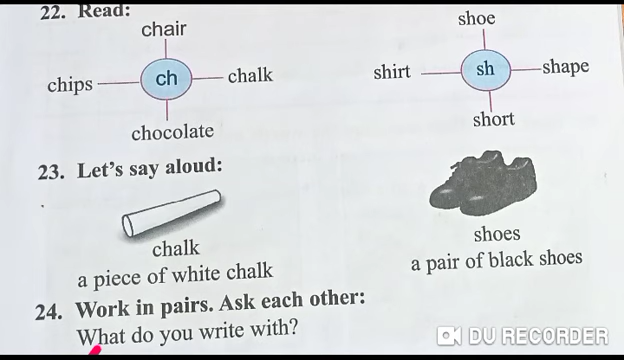 22. Read:
chair
chips ch chalk
chocolate
shoe
shirt sh shape
short
23. Let's say aloud:
chalk
a piece of white chalk
shoes
a pair of black shoes
24. Work in pairs. Ask each other:
What do you write with?
DU RECORDER